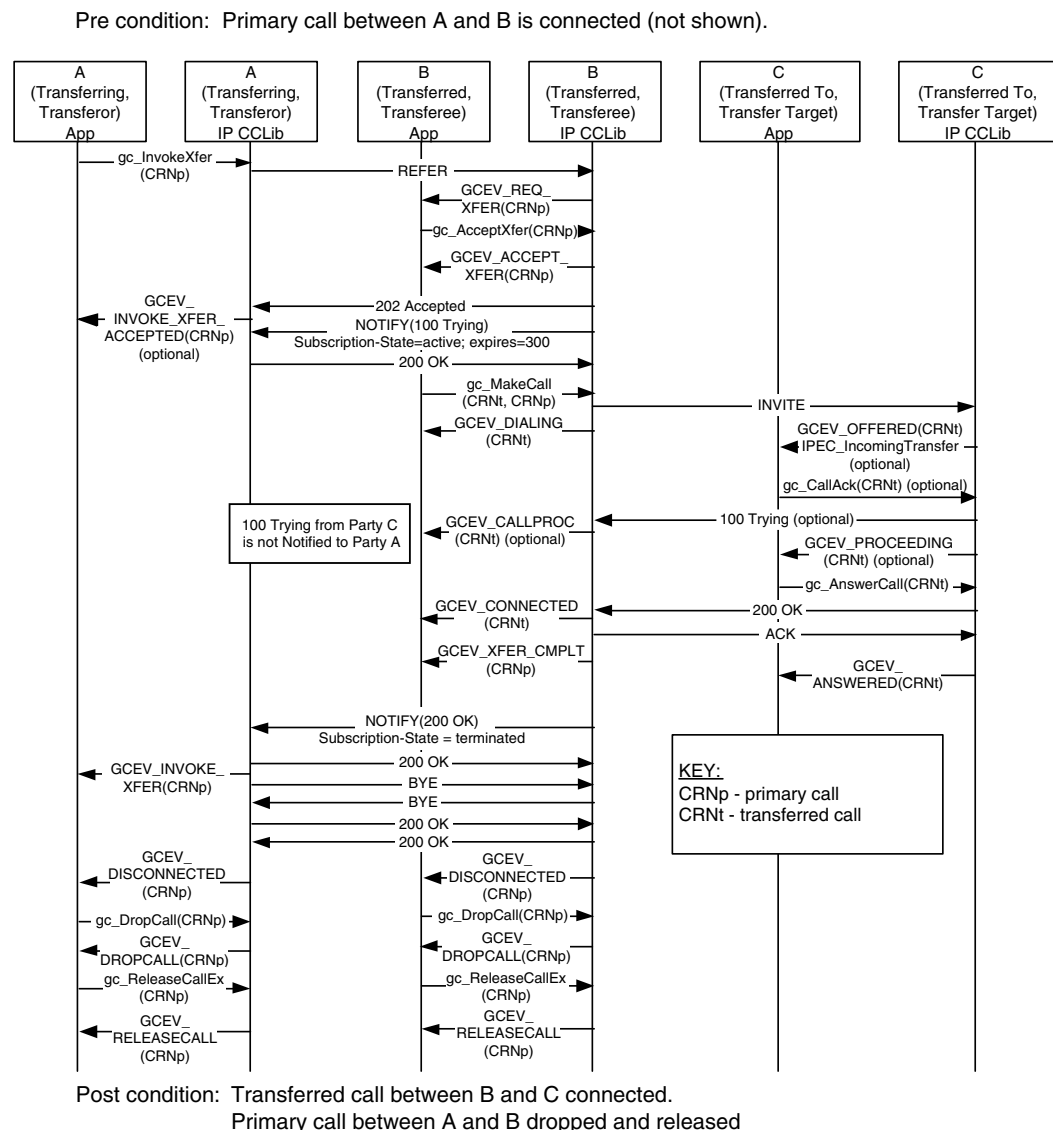 Pre condition: Primary call between A and B is connected (not shown).
A
(Transferring,
Transferor)
App
A
(Transferring,
Transferor)
IP CCLib
B
(Transferred,
Transferee)
App
B
(Transferred,
Transferee)
IP CCLib
C
(Transferred To,
Transfer Target)
App
C
(Transferred To,
Transfer Target)
IP CCLib
gc_InvokeXfer
(CRNp)
REFER
GCEV_REQ_
XFER(CRNp)
gc_AcceptXfer(CRNp)
GCEV_ACCEPT_
XFER(CRNp)
202 Accepted
GCEV_
INVOKE_XFER_
ACCEPTED(CRNp)
(optional)
NOTIFY(100 Trying)
Subscription-State=active; expires=300
200 OK
gc_MakeCall
(CRNt, CRNp)
INVITE
GCEV_DIALING
(CRNt)
GCEV_OFFERED(CRNt)
IPEC_IncomingTransfer
(optional)
gc_CallAck(CRNt) (optional)
100 Trying from Party C
is not Notified to Party A
GCEV_CALLPROC
(CRNt) (optional)
100 Trying (optional)
GCEV_PROCEEDING
(CRNt) (optional)
gc_AnswerCall(CRNt)
200 OK
GCEV_CONNECTED
(CRNt)
ACK
GCEV_XFER_CMPLT
(CRNp)
GCEV_
ANSWERED(CRNt)
NOTIFY(200 OK)
Subscription-State = terminated
200 OK
GCEV_INVOKE_
XFER(CRNp)
BYE
BYE
200 OK
200 OK
KEY:
CRNp - primary call
CRNt - transferred call
GCEV_
DISCONNECTED
(CRNp)
GCEV_
DISCONNECTED
(CRNp)
gc_DropCall(CRNp)
gc_DropCall(CRNp)
GCEV_
DROPCALL(CRNp)
GCEV_
DROPCALL(CRNp)
gc_ReleaseCallEx
(CRNp)
gc_ReleaseCallEx
(CRNp)
GCEV_
RELEASECALL
(CRNp)
GCEV_
RELEASECALL
(CRNp)
Post condition: Transferred call between B and C connected.
Primary call between A and B dropped and released